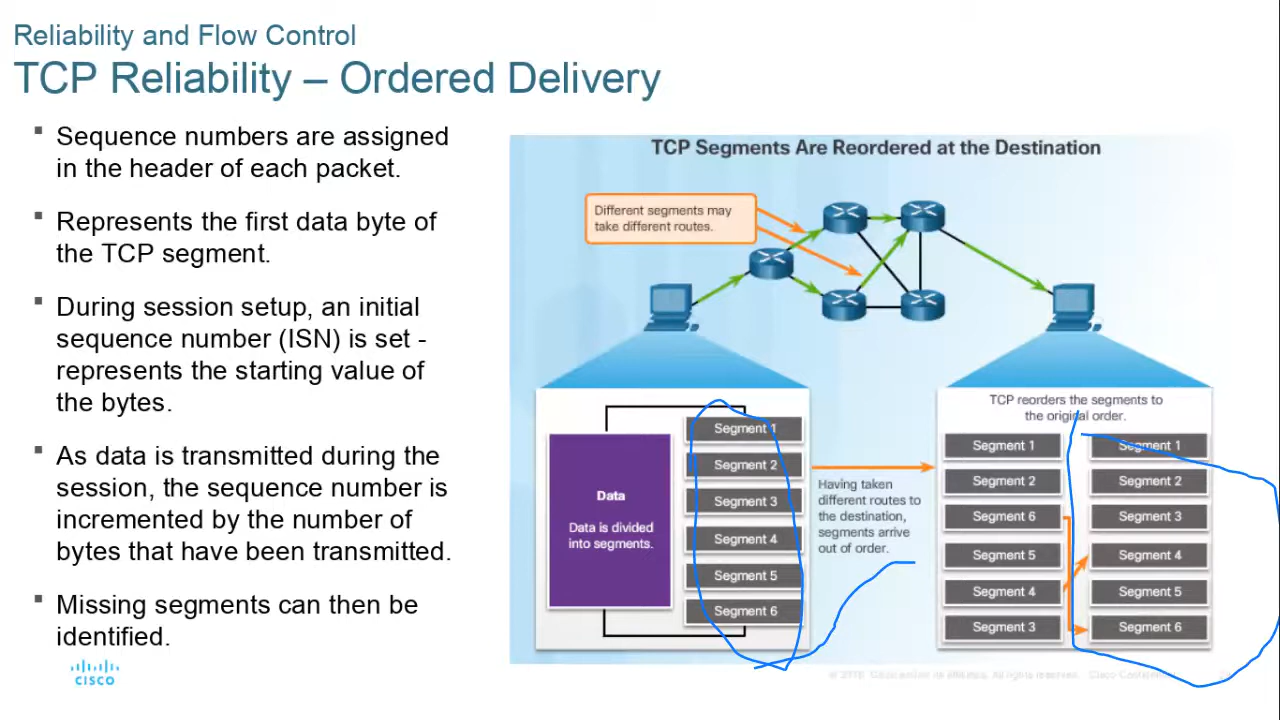 Reliability and Flow Control
TCP Reliability – Ordered Delivery
Sequence numbers are assigned
in the header of each packet.
Represents the first data byte of
the TCP segment.
During session setup, an initial
sequence number (ISN) is set -
represents the starting value of
the bytes.
As data is transmitted during the
session, the sequence number is
incremented by the number of
bytes that have been transmitted.
Missing segments can then be
identified.
CISCO
TCP Segments Are Reordered at the Destination
Different segments may
take different routes.
Data
Data is divided
into segments.
Segment 1
Segment 2
Segment 3
Segment 4
Segment 5
Segment 6
Having taken
different routes to
the destination,
segments arrive
out of order.
TCP reorders the segments to
the original order.
Segment 1
Segment 2
Segment 6
Segment 5
Segment 4
Segment 3
Segment 1
Segment 2
Segment 3
Segment 4
Segment 5
Segment 6